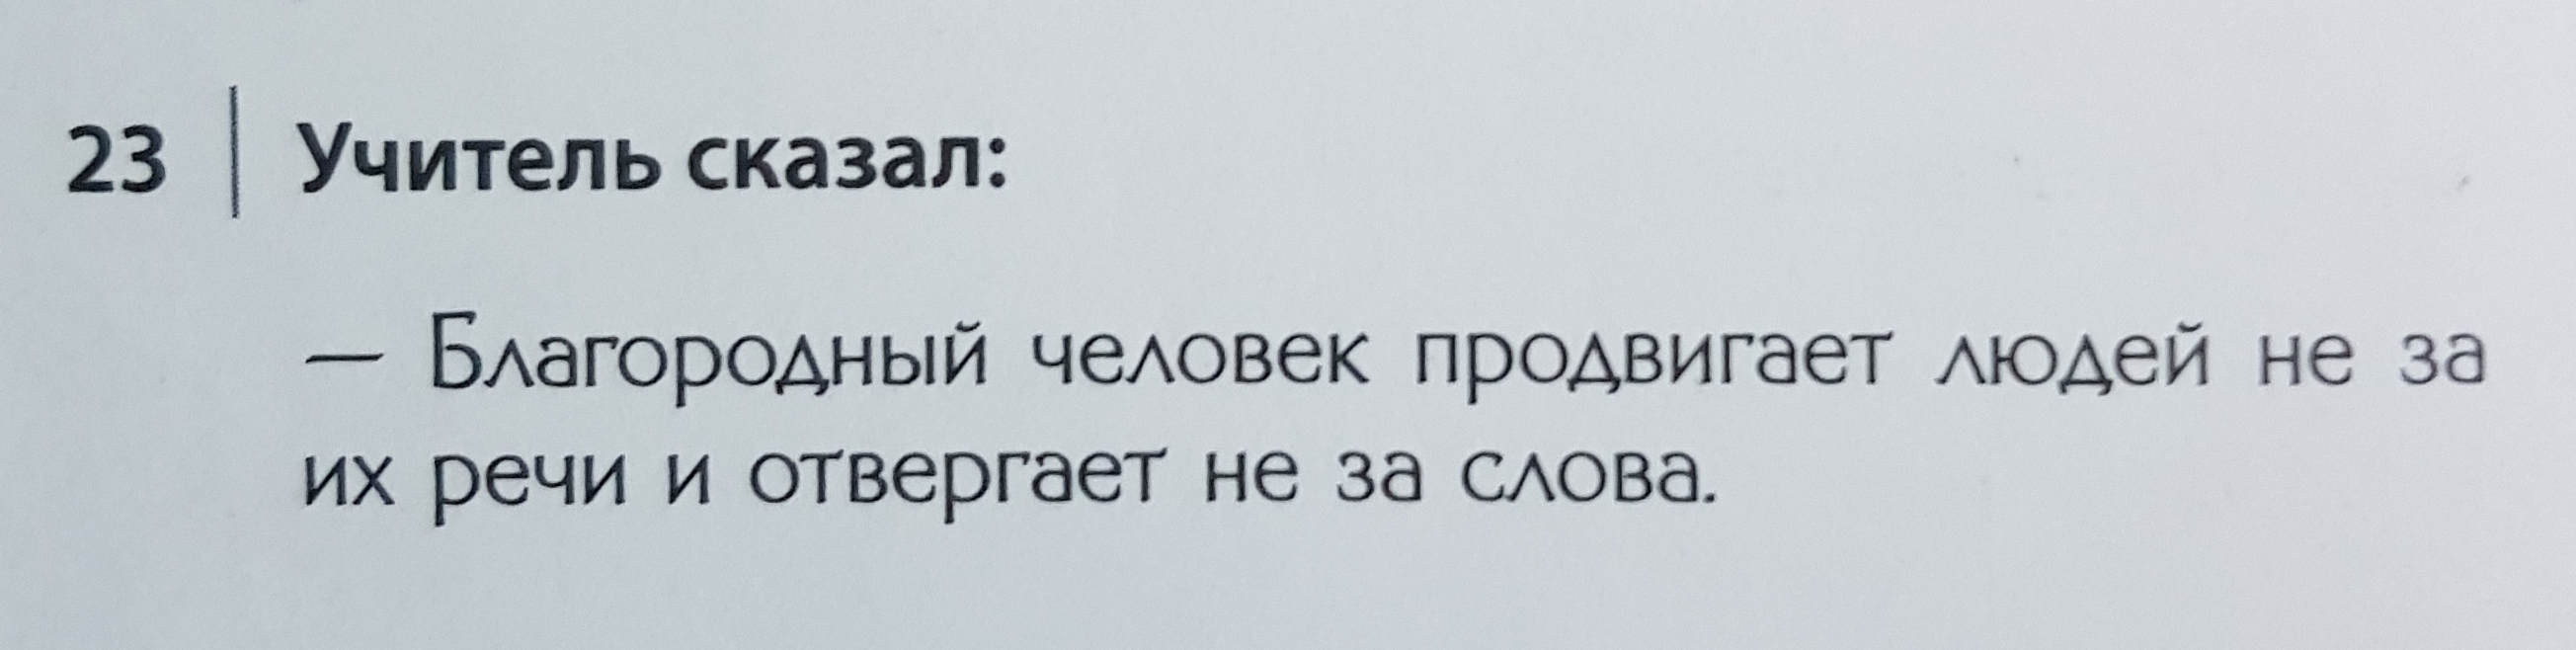 23 | Учитель сказал:
— Благородный человек продвигает людей не за
их речи и отвергает не за слова.